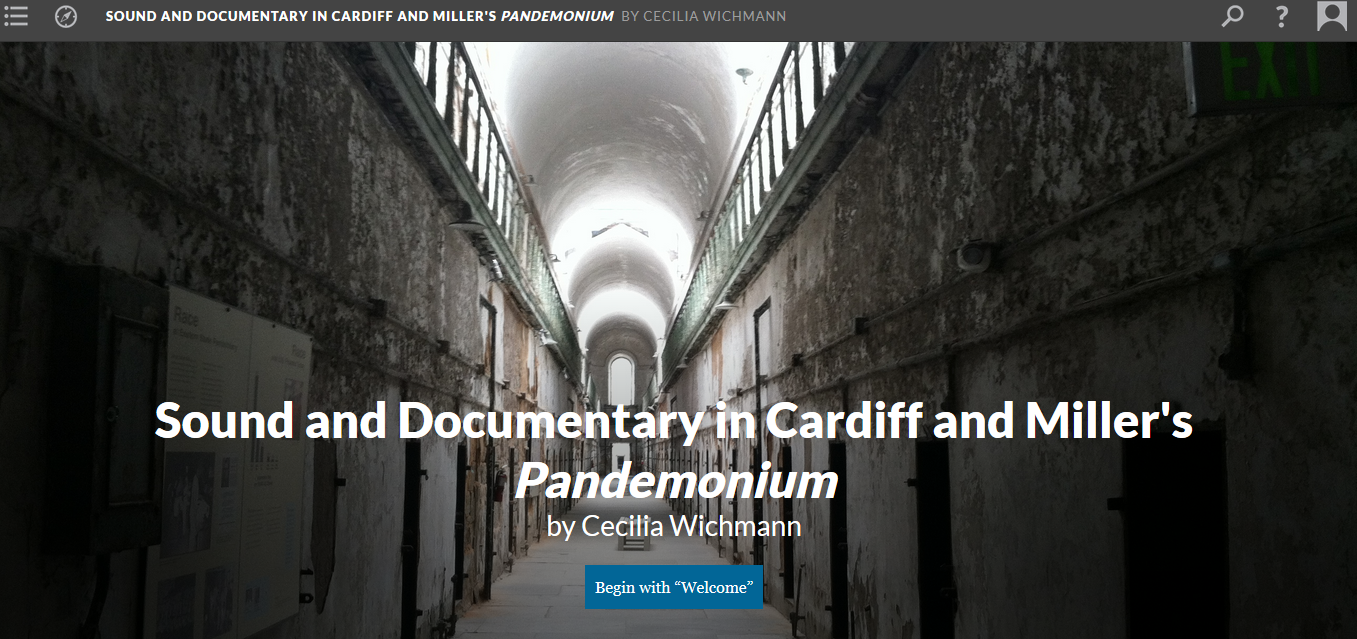 SOUND AND DOCUMENTARY IN CARDIFF AND MILLER'S PANDEMONIUM BY CECILIA WICHMANN
?
EXIT
Race
Sound and Documentary in Cardiff and Miller's
Pandemonium
by Cecilia Wichmann
Begin with “Welcome”